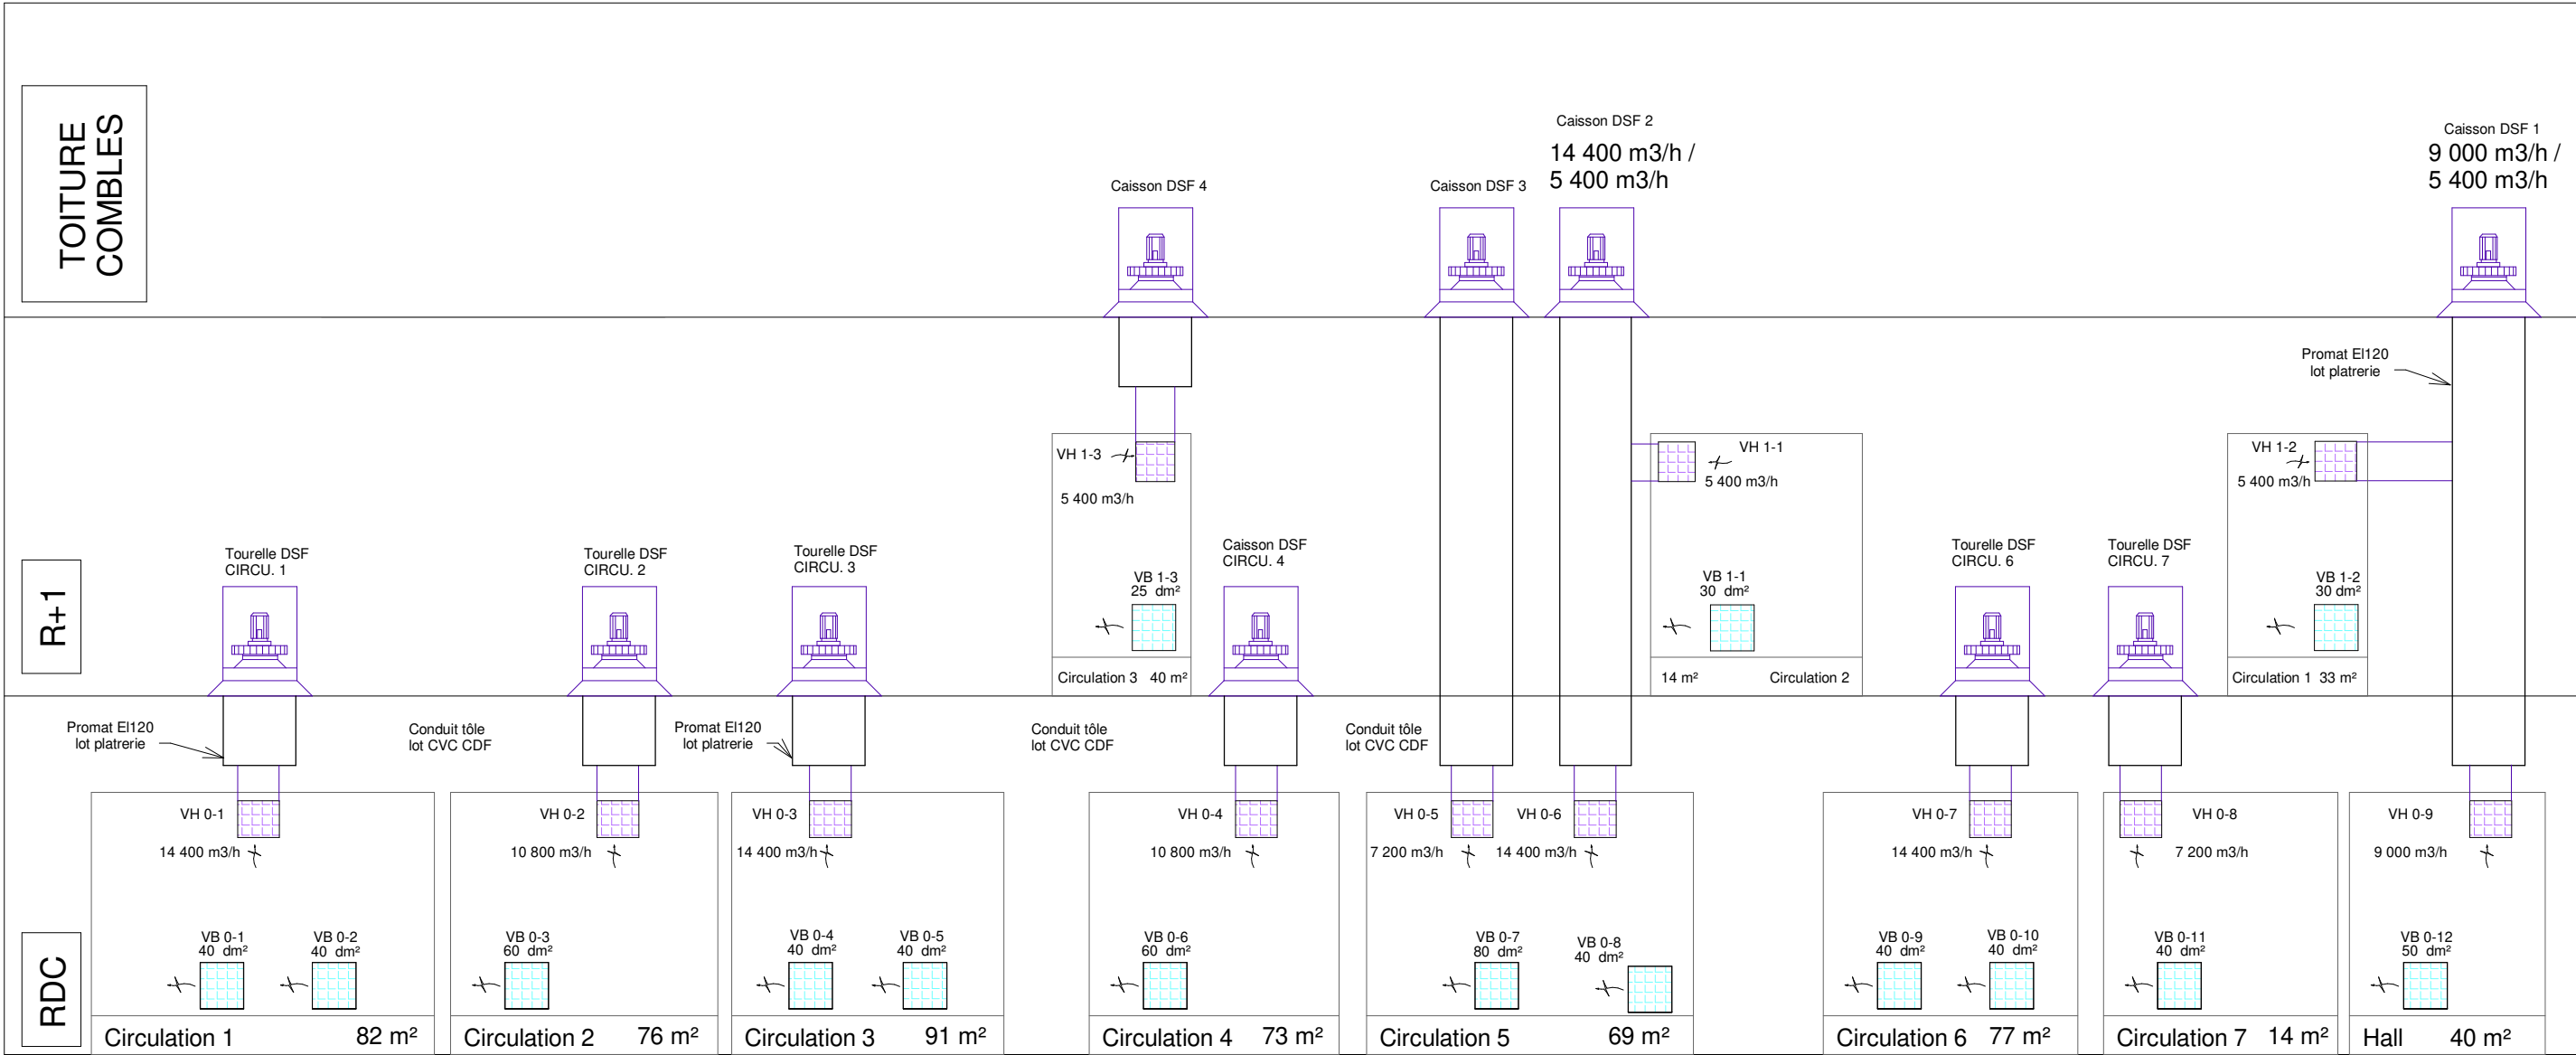 TOITURE
COMBLES
Caisson DSF 4
Caisson DSF 3
Caisson DSF 2
14 400 m3/h /
5 400 m3/h
Caisson DSF 1
9 000 m3/h /
5 400 m3/h
R+1
Promat EI120
lot platrerie
VH 1-3
5 400 m3/h
VB 1-3
25 dm²
Circulation 3 40 m²
VH 1-1
5 400 m3/h
VB 1-1
30 dm²
14 m² Circulation 2
VH 1-2
5 400 m3/h
VB 1-2
30 dm²
Circulation 1 33 m²
Tourelle DSF
CIRCU. 1
Tourelle DSF
CIRCU. 2
Tourelle DSF
CIRCU. 3
Caisson DSF
CIRCU. 4
Tourelle DSF
CIRCU. 6
Tourelle DSF
CIRCU. 7
RDC
Promat EI120
lot platrerie
Conduit tôle
lot CVC CDF
Promat EI120
lot platrerie
Conduit tôle
lot CVC CDF
Conduit tôle
lot CVC CDF
VH 0-1
14 400 m3/h
VB 0-1
40 dm²
VB 0-2
40 dm²
Circulation 1 82 m²
VH 0-2
10 800 m3/h
VB 0-3
60 dm²
Circulation 2 76 m²
VH 0-3
14 400 m3/h
VB 0-4
40 dm²
VB 0-5
40 dm²
Circulation 3 91 m²
VH 0-4
10 800 m3/h
VB 0-6
60 dm²
Circulation 4 73 m²
VH 0-5
7 200 m3/h
VH 0-6
14 400 m3/h
VB 0-7
80 dm²
VB 0-8
40 dm²
Circulation 5 69 m²
VH 0-7
14 400 m3/h
VB 0-9
40 dm²
VB 0-10
40 dm²
Circulation 6 77 m²
VH 0-8
7 200 m3/h
VB 0-11
40 dm²
Circulation 7 14 m²
VH 0-9
9 000 m3/h
VB 0-12
50 dm²
Hall 40 m²